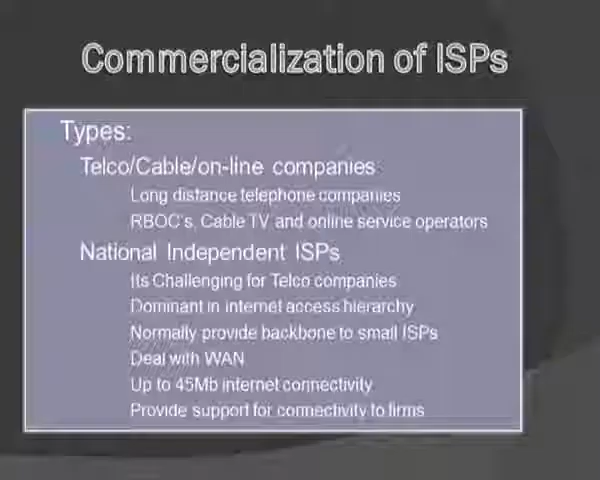 Commercialization of ISPs
Types:
Telco/Cable/on-line companies
Long distance telephone companies
RBOC's, Cable TV and online service operators
National Independent ISPs
Its Challenging for Telco companies
Dominant in internet access hierarchy
Normally provide backbone to small ISPs
Deal with WAN
Up to 45Mb internet connectivity
Provide support for connectivity to firms